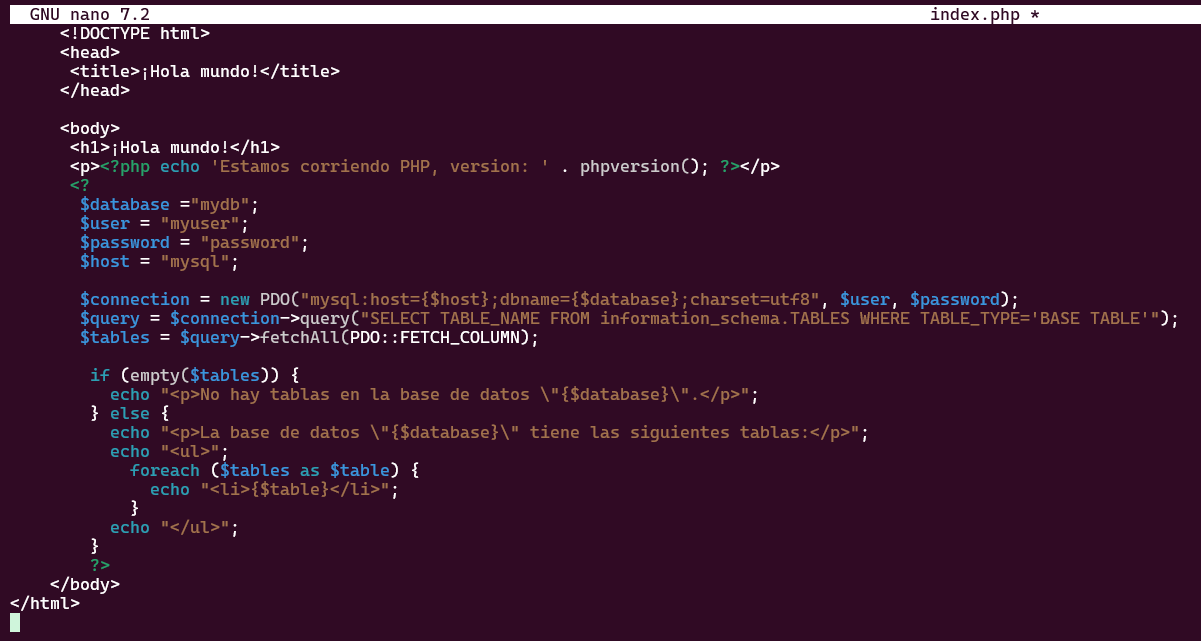 GNU nano 7.2 index.php *
<!DOCTYPE html>
<head>
<title>¡Hola mundo!</title>
</head>
<body>
<h1>¡Hola mundo!</h1>
<p><?php echo 'Estamos corriendo PHP, version: ' . phpversion(); ?></p>
<?
$database ="mydb";
$user = "myuser";
$password = "password";
$host = "mysql";
$connection = new PDO("mysql:host={$host};dbname={$database};charset=utf8", $user, $password);
$query = $connection->query("SELECT TABLE_NAME FROM information_schema.TABLES WHERE TABLE_TYPE='BASE TABLE'");
$tables = $query->fetchAll(PDO::FETCH_COLUMN);
if (empty($tables)) {
echo "<p>No hay tablas en la base de datos \"{$database}\".</p>";
} else {
echo "<p>La base de datos \"{$database}\" tiene las siguientes tablas:</p>";
echo "<ul>";
foreach ($tables as $table) {
echo "<li>{$table}</li>";
}
echo "</ul>";
}
?>
</body>
</html>